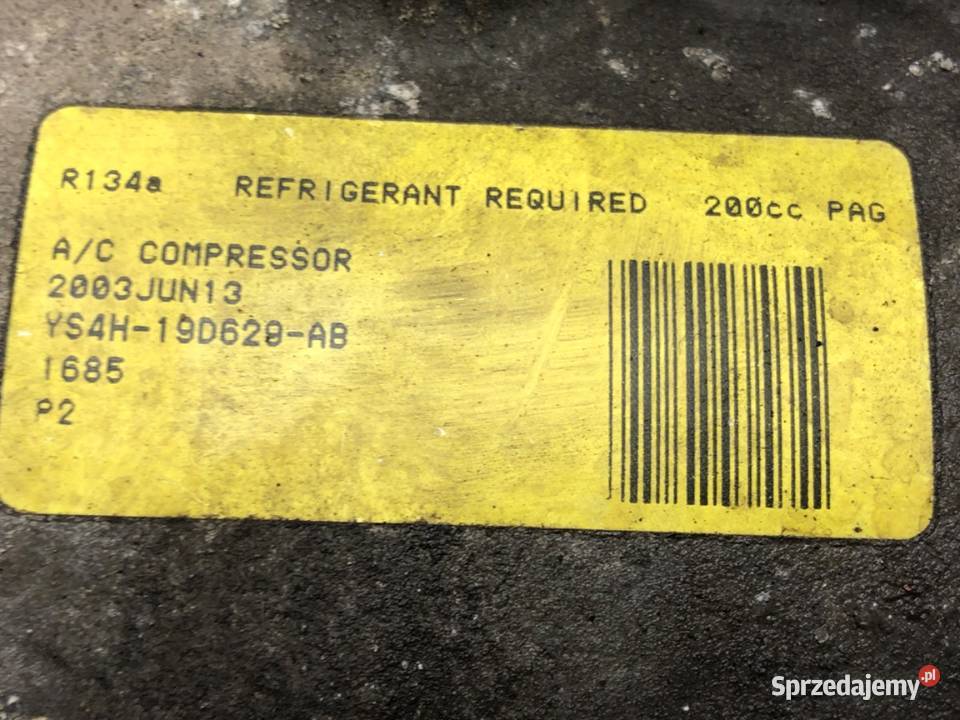 R134a REFRIGERANT REQUIRED 200cc PAG
A/C COMPRESSOR
2003JUN13
YS4H-19D629-AB
1685
P2
Sprzedajemy.pl